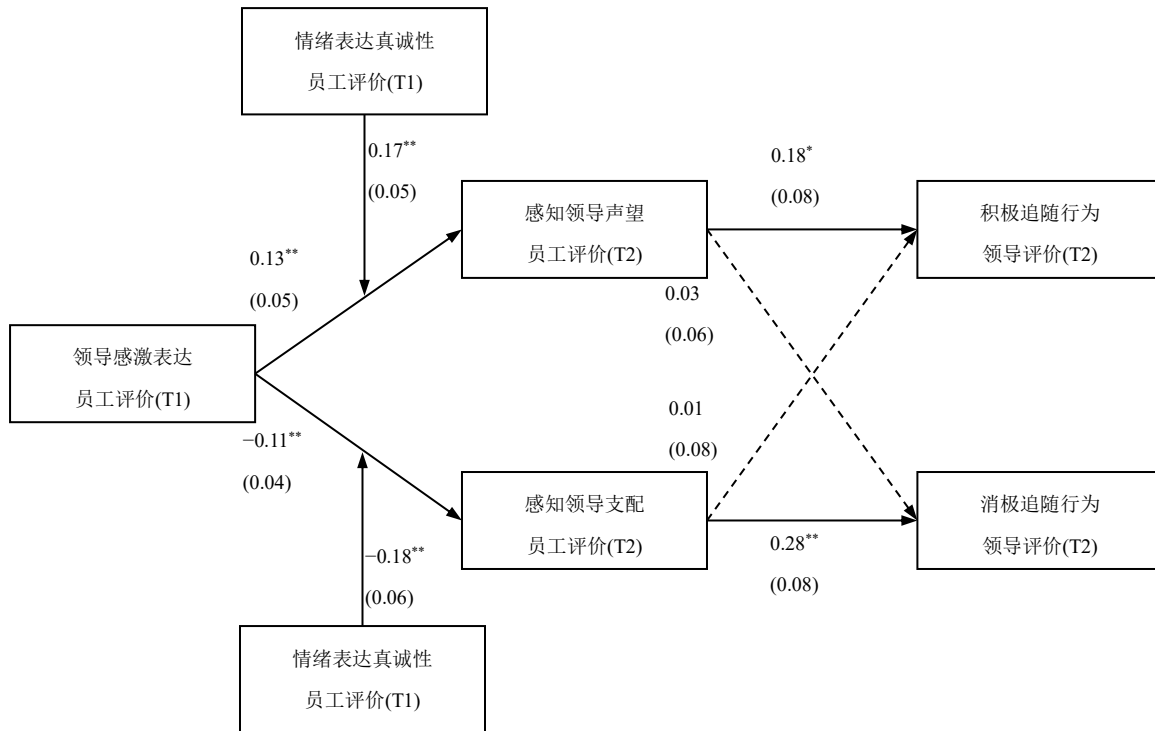 情绪表达真诚性
员工评价(T1)
0.17**
(0.05)
0.18*
(0.08)
感知领导声望
员工评价(T2)
积极追随行为
领导评价(T2)
0.13**
(0.05)
0.03
(0.06)
领导感激表达
员工评价(T1)
0.01
(0.08)
−0.11**
(0.04)
感知领导支配
员工评价(T2)
消极追随行为
领导评价(T2)
−0.18**
(0.06)
0.28**
(0.08)
情绪表达真诚性
员工评价(T1)